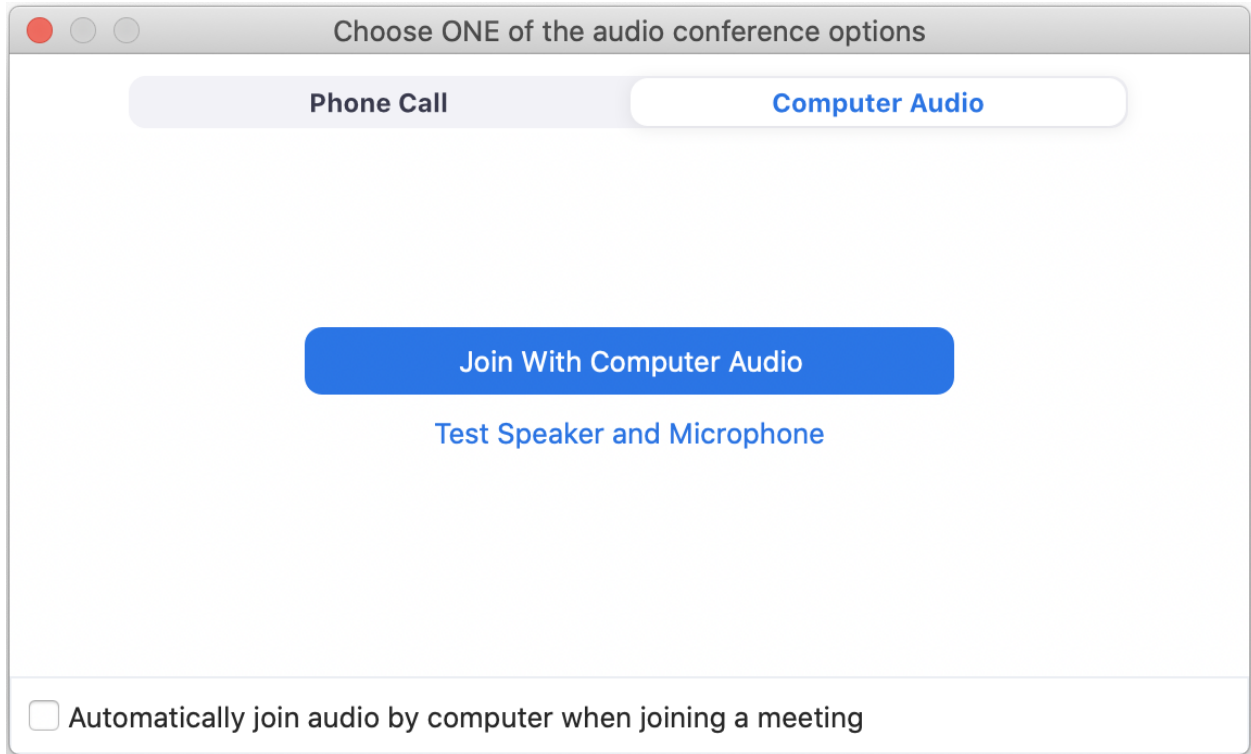 Choose ONE of the audio conference options
Phone Call
Computer Audio
Join With Computer Audio
Test Speaker and Microphone
Automatically join audio by computer when joining a meeting